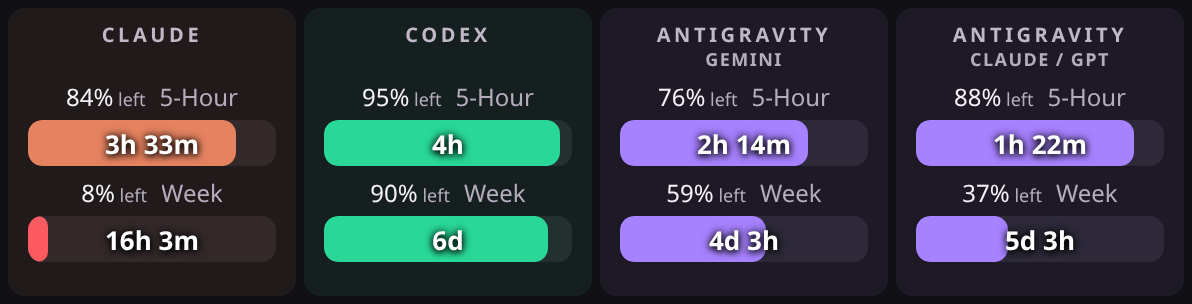 CLAUDE
84% left 5-Hour
3h 33m
8% left Week
16h 3m
CODEX
95% left 5-Hour
4h
90% left Week
6d
ANTIGRAVITY
GEMINI
76% left 5-Hour
2h 14m
59% left Week
4d 3h
ANTIGRAVITY
CLAUDE / GPT
88% left 5-Hour
1h 22m
37% left Week
5d 3h